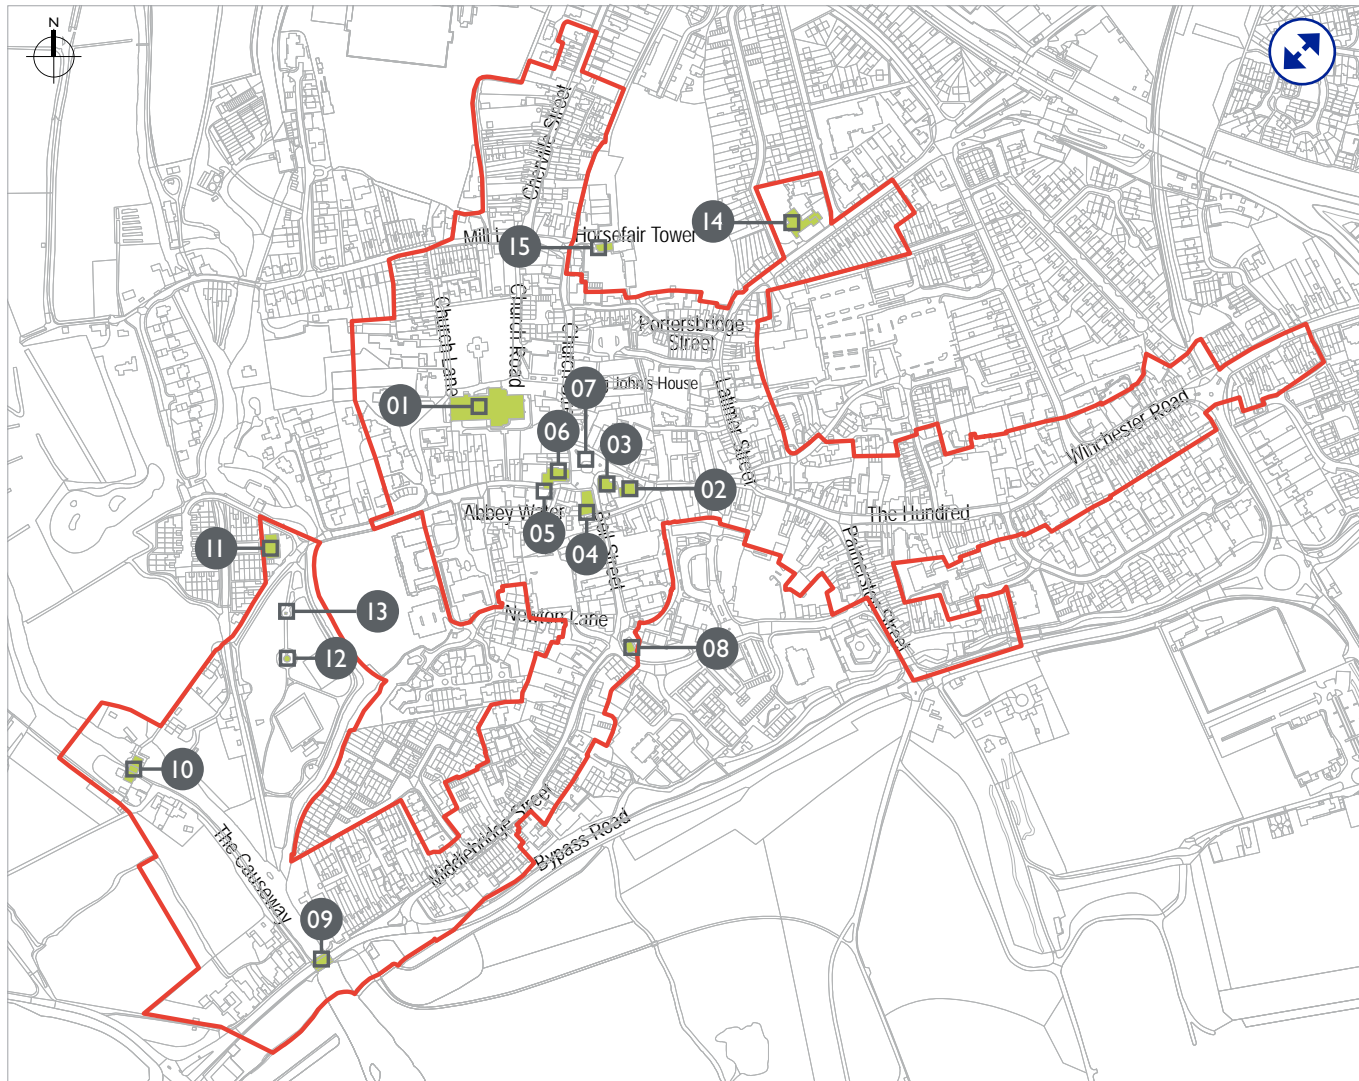 N
Cherville Street
14
Mill
15
Horsefair Tower
Church Lane
Church Road
Church
Portersbridge
Street
John's House
07
01
06
03
Latimer Street
Winchester Road
02
Abbey Water
05
04
Bell Street
The Hundred
11
Palmerston Street
13
Newton Lane
12
08
10
The Causeway
Middlebridge Street
Bypass Road
09